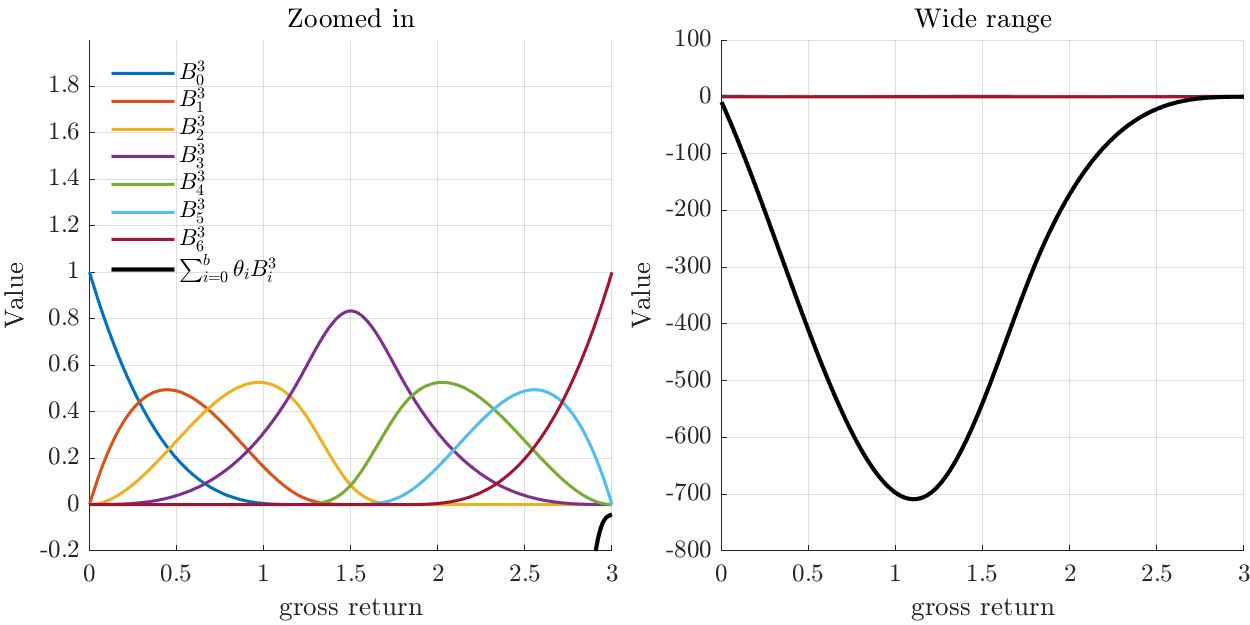 Zoomed in
1.8
1.6
1.4
1.2
1
0.8
0.6
0.4
0.2
0
-0.2
Value
B_0^3
B_1^3
B_2^3
B_3^3
B_4^3
B_5^3
B_6^3
\sum_{i=0}^{b} \theta_i B_i^3
0 0.5 1 1.5 2 2.5 3
gross return
Wide range
100
0
-100
-200
-300
-400
-500
-600
-700
-800
Value
0 0.5 1 1.5 2 2.5 3
gross return